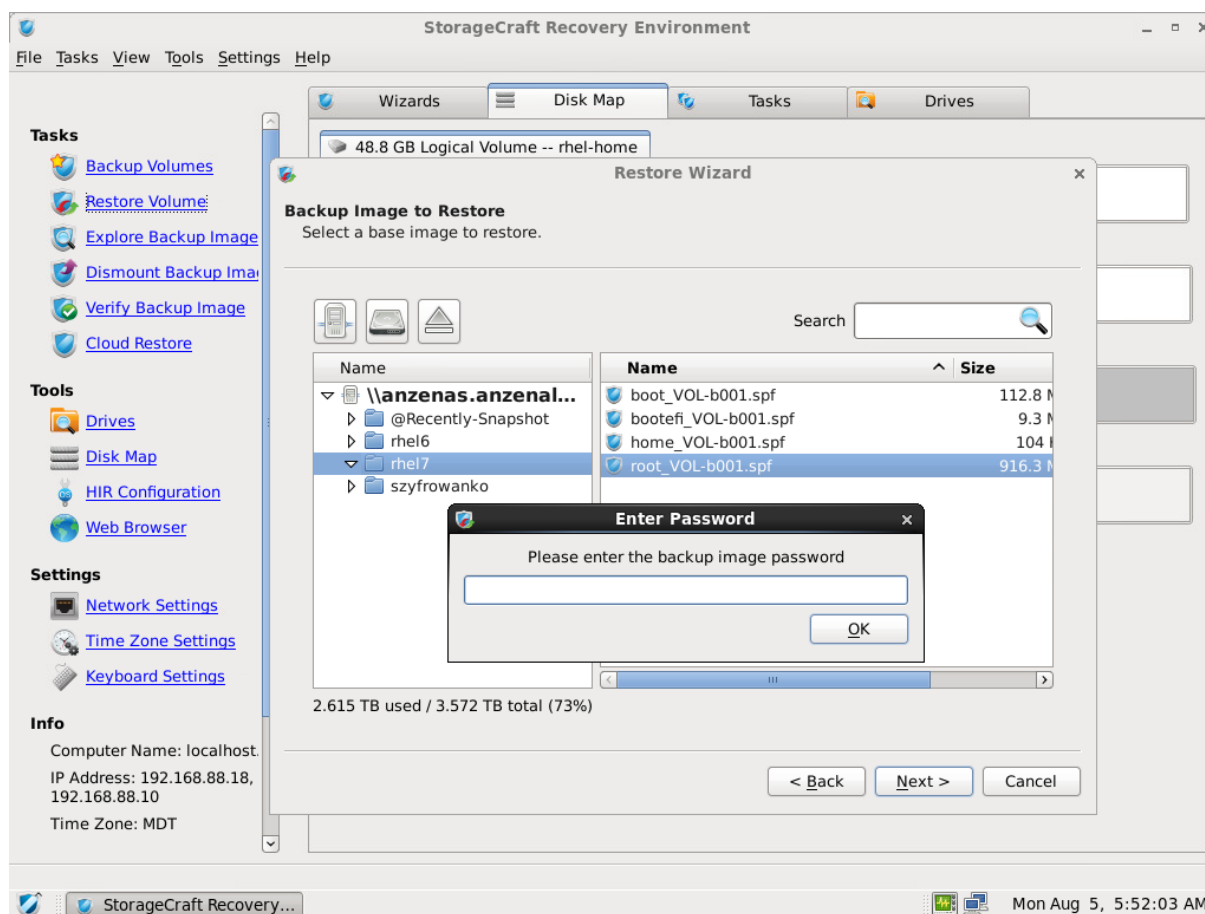 StorageCraft Recovery Environment
File Tasks View Tools Settings Help
Wizards Disk Map Tasks Drives
48.8 GB Logical Volume -- rhel-home
Tasks
Backup Volumes
Restore Volume
Explore Backup Image
Dismount Backup Ima
Verify Backup Image
Cloud Restore
Tools
Drives
Disk Map
HIR Configuration
Web Browser
Settings
Network Settings
Time Zone Settings
Keyboard Settings
Info
Computer Name: localhost.
IP Address: 192.168.88.18,
192.168.88.10
Time Zone: MDT
Restore Wizard
Backup Image to Restore
Select a base image to restore.
Search
Name
\\anzenas.anzenal...
@Recently-Snapshot
rhel6
rhel7
szyfrowanko
Name Size
boot_VOL-b001.spf 112.8
bootefi_VOL-b001.spf 9.3
home_VOL-b001.spf 104
root_VOL-b001.spf 916.3
Enter Password
Please enter the backup image password
OK
2.615 TB used / 3.572 TB total (73%)
< Back Next > Cancel
StorageCraft Recovery... Mon Aug 5, 5:52:03 AM